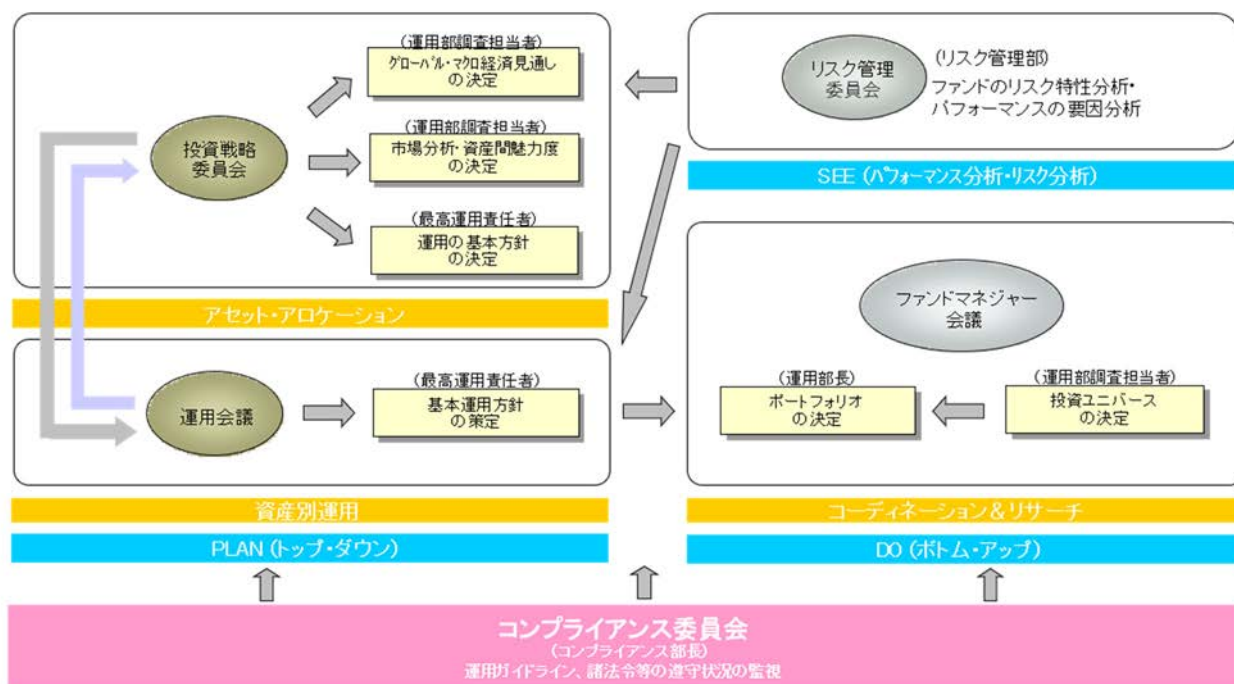 (運用部調査担当者)
グローバル・マクロ経済見通し
の決定
投資戦略
委員会
(運用部調査担当者)
市場分析・資産間魅力度
の決定
(最高運用責任者)
運用の基本方針
の決定
アセット・アロケーション
リスク管理
委員会
(リスク管理部)
ファンドのリスク特性分析・
パフォーマンスの要因分析
SEE (パフォーマンス分析・リスク分析)
運用会議
(最高運用責任者)
基本運用方針
の策定
資産別運用
PLAN (トップ・ダウン)
ファンドマネジャー
会議
(運用部長)
ポートフォリオ
の決定
(運用部調査担当者)
投資ユニバース
の決定
コーディネーション&リサーチ
DO (ボトム・アップ)
コンプライアンス委員会
(コンプライアンス部長)
運用ガイドライン、諸法令等の遵守状況の監視